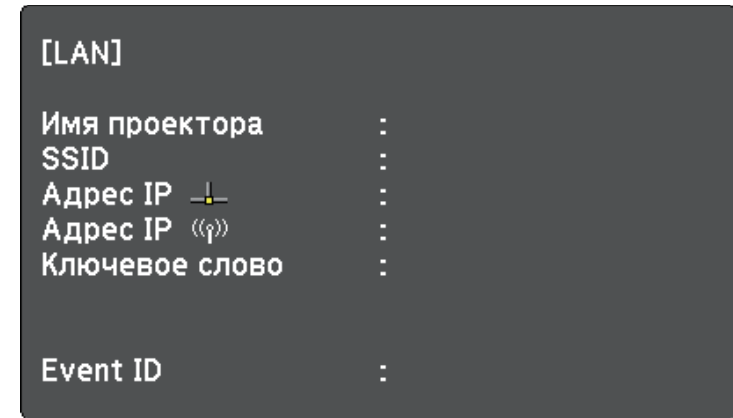 [LAN]
Имя проектора :
SSID :
Адрес IP :
Адрес IP :
Ключевое слово :
Event ID :